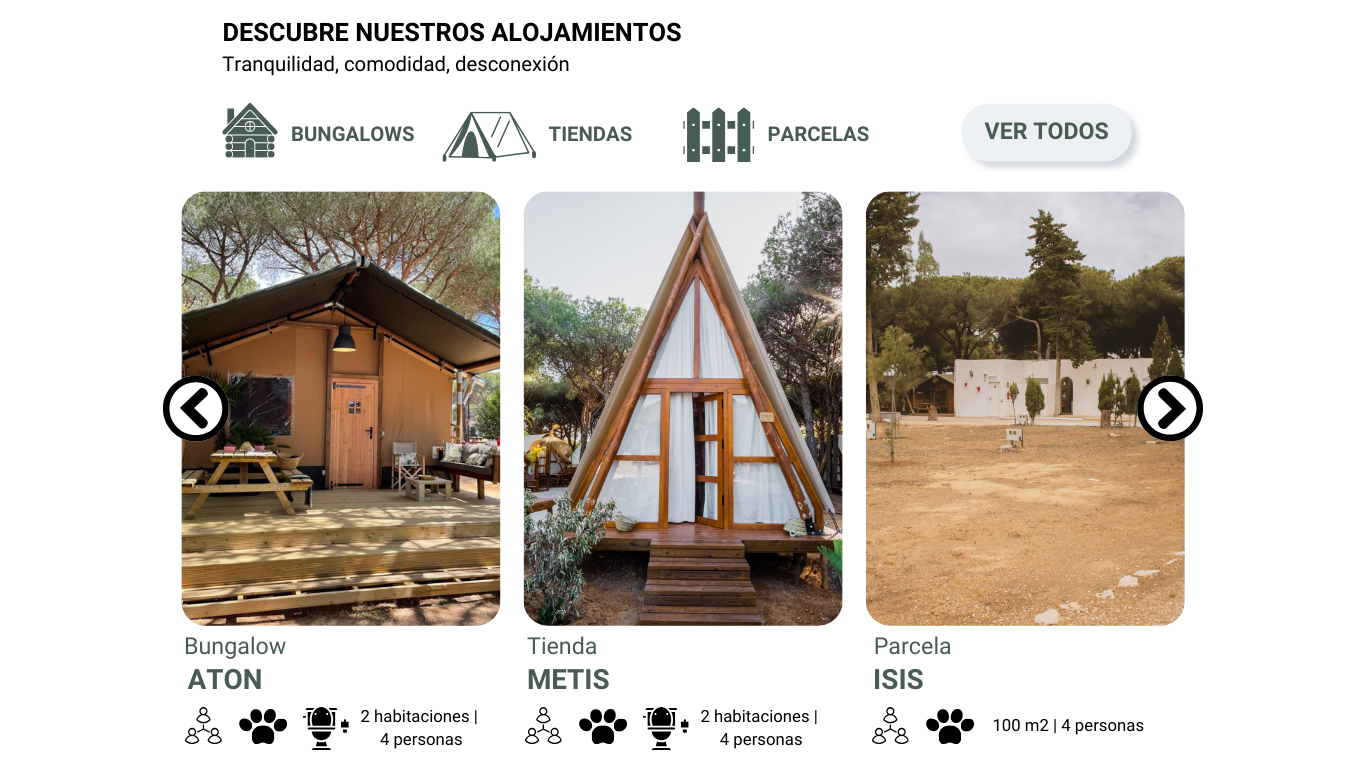 DESCUBRE NUESTROS ALOJAMIENTOS
Tranquilidad, comodidad, desconexión
BUNGALOWS
TIENDAS
PARCELAS
VER TODOS
Bungalow
ATON
2 habitaciones |
4 personas
Tienda
METIS
2 habitaciones |
4 personas
Parcela
ISIS
100 m2 | 4 personas